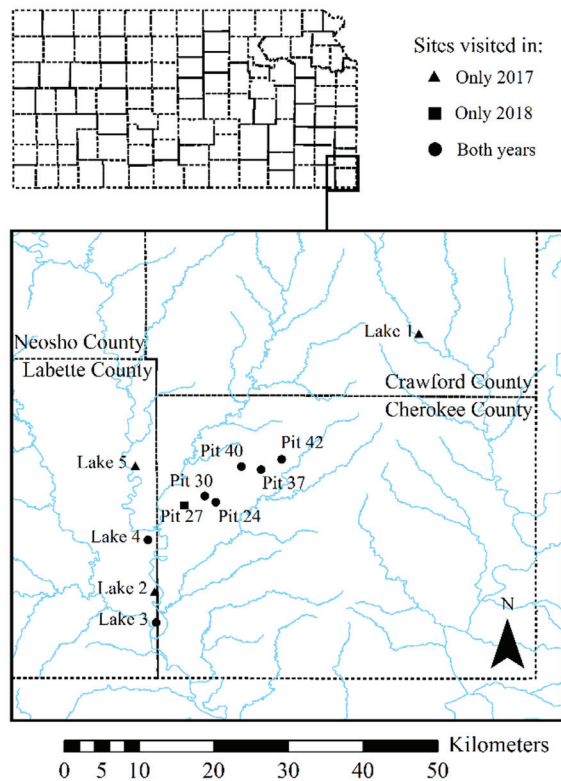 Sites visited in:
Only 2017
Only 2018
Both years
Lake 1
Neosho County
Labette County
Crawford County
Cherokee County
Pit 42
Pit 40
Lake 5
Pit 37
Pit 30
Pit 27
Pit 24
Lake 4
Lake 2
Lake 3
N
Kilometers
0 5 10 20 30 40 50